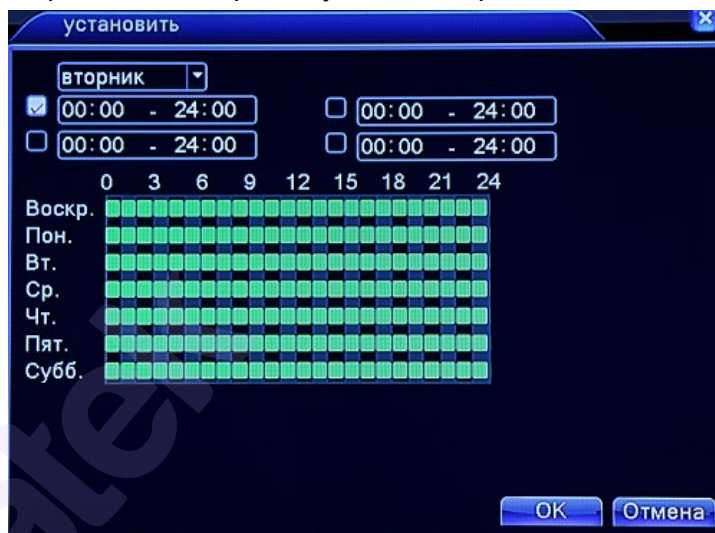 установить
вторник
00:00 - 24:00 00:00 - 24:00
00:00 - 24:00 00:00 - 24:00
0 3 6 9 12 15 18 21 24
Воскр.
Пон.
Вт.
Ср.
Чт.
Пят.
Субб.
OK Отмена